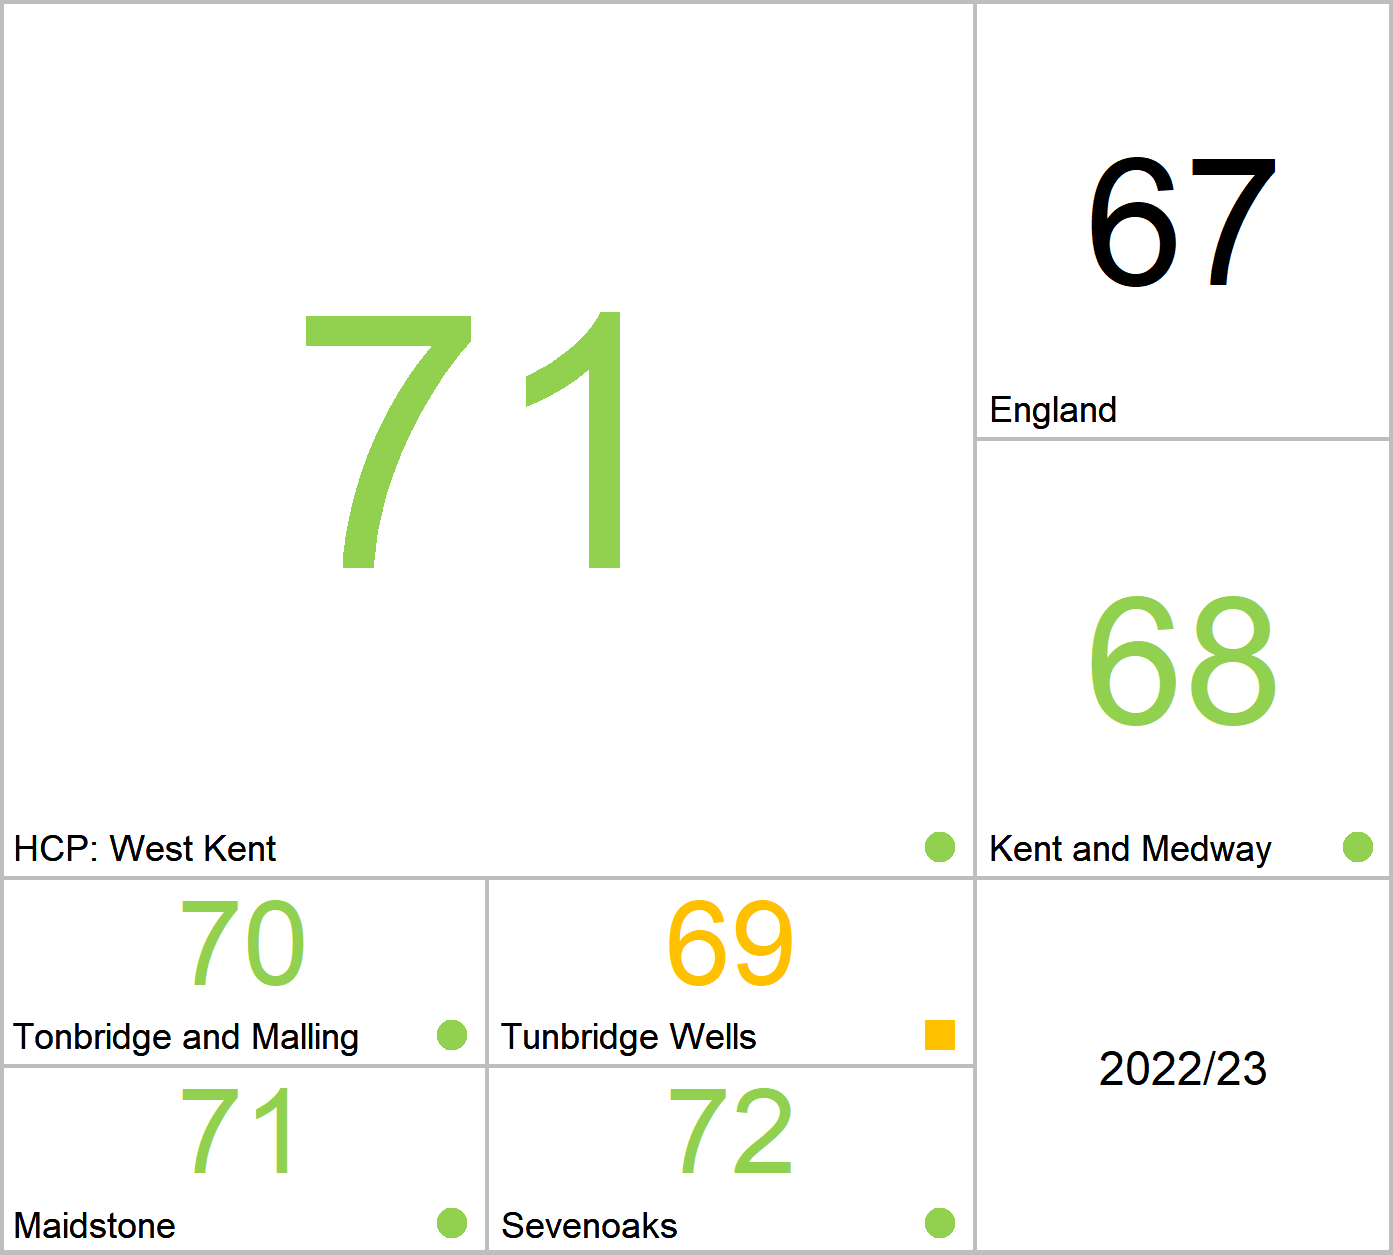 71
HCP: West Kent
67
England
68
Kent and Medway
70
Tonbridge and Malling
69
Tunbridge Wells
71
Maidstone
72
Sevenoaks
2022/23